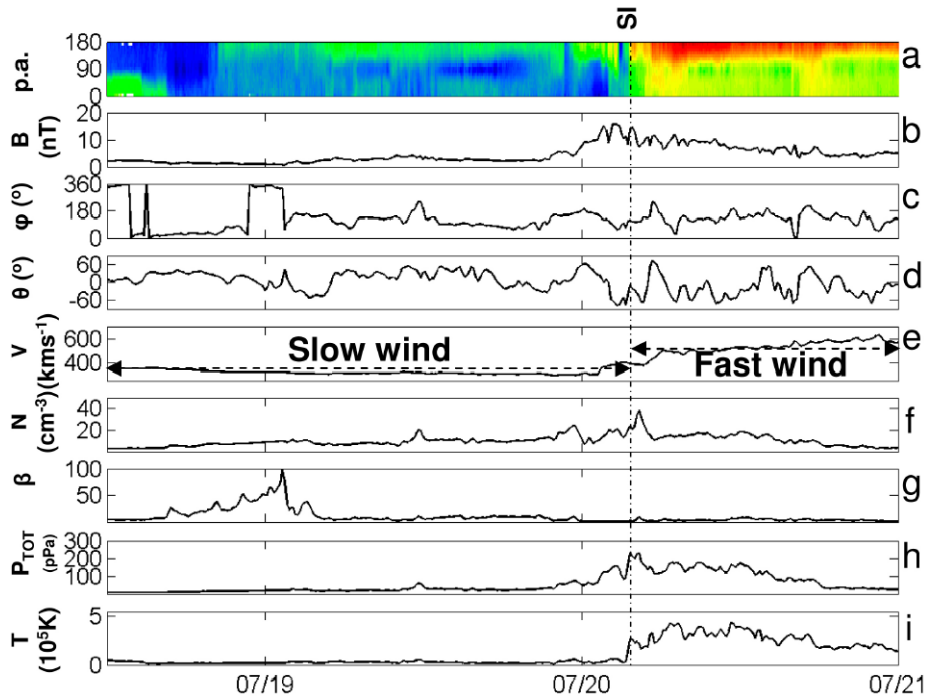 SI
180
90
0
p.a.
a
20
10
0
B
(nT)
b
360
180
0
φ (º)
c
60
0
-60
θ (º)
d
600
400
V
(kms⁻¹)
Slow wind
Fast wind
e
40
20
N
(cm⁻³)
f
100
50
β
g
300
200
100
P_TOT
(pPa)
h
5
0
T
(10⁵K)
i
07/19
07/20
07/21